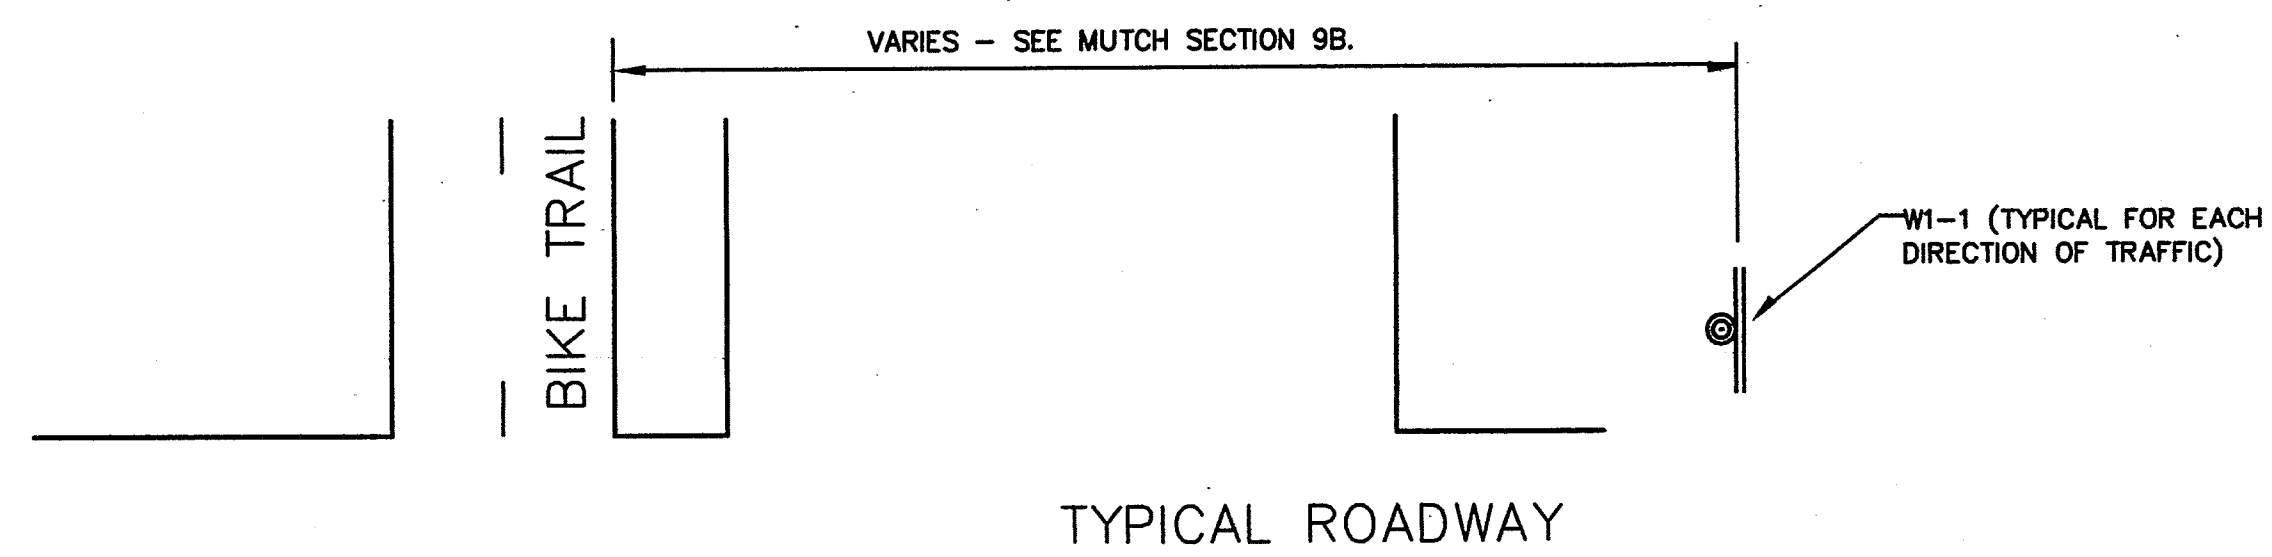 VARIES - SEE MUTCH SECTION 9B.
BIKE TRAIL
W1-1 (TYPICAL FOR EACH
DIRECTION OF TRAFFIC)
TYPICAL ROADWAY